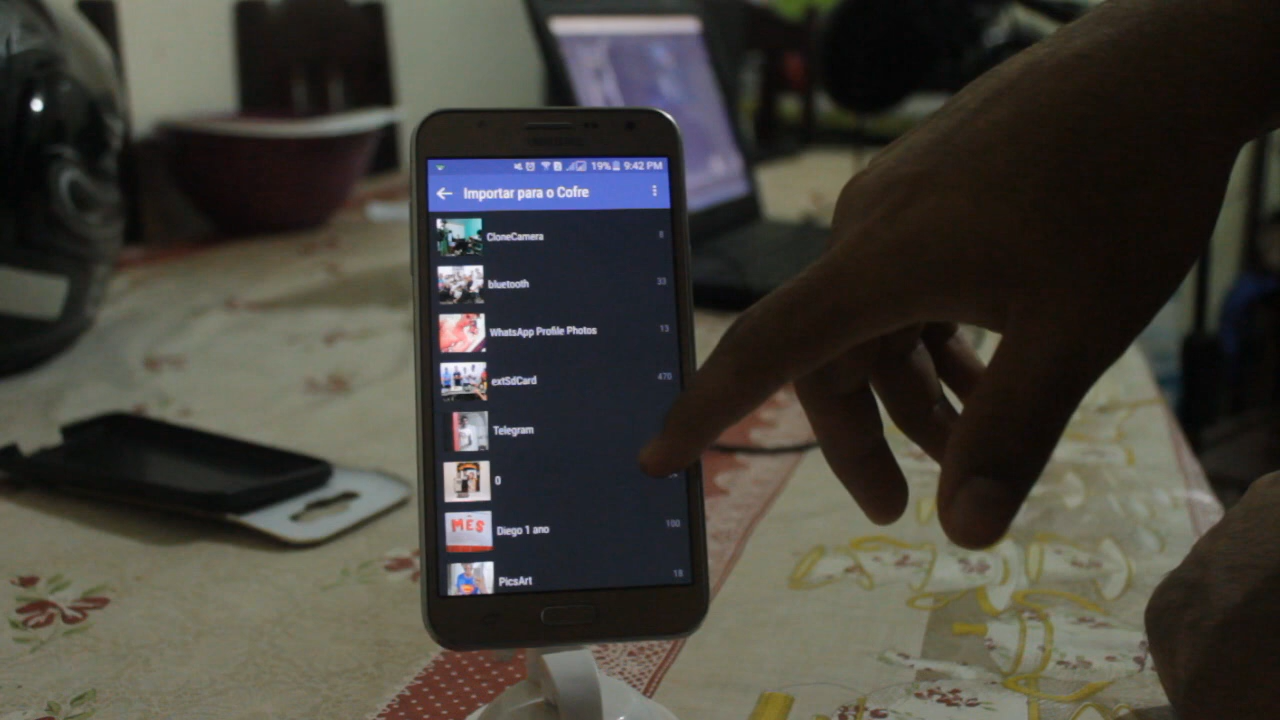 19% 9:42 PM
Importar para o Cofre
CloneCamera 8
bluetooth 33
WhatsApp Profile Photos 13
extSdCard 470
Telegram
0
MÊS
Diego 1 ano 100
PicsArt 18